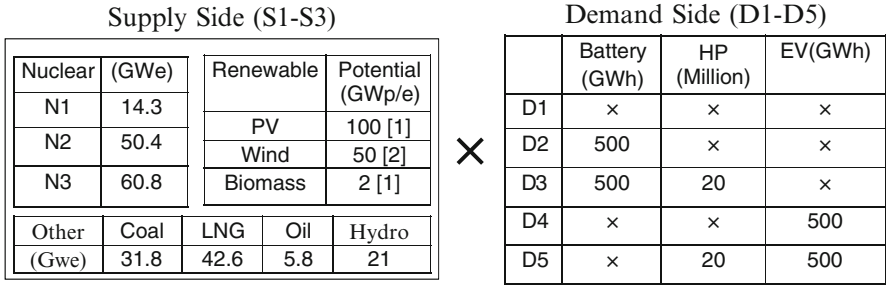 Supply Side (S1-S3)
Nuclear (GWe)
N1 14.3
N2 50.4
N3 60.8
Renewable Potential (GWp/e)
PV 100 [1]
Wind 50 [2]
Biomass 2 [1]
Other Coal LNG Oil Hydro
(Gwe) 31.8 42.6 5.8 21
×
Demand Side (D1-D5)
Battery (GWh) HP (Million) EV(GWh)
D1 × × ×
D2 500 × ×
D3 500 20 ×
D4 × × 500
D5 × 20 500